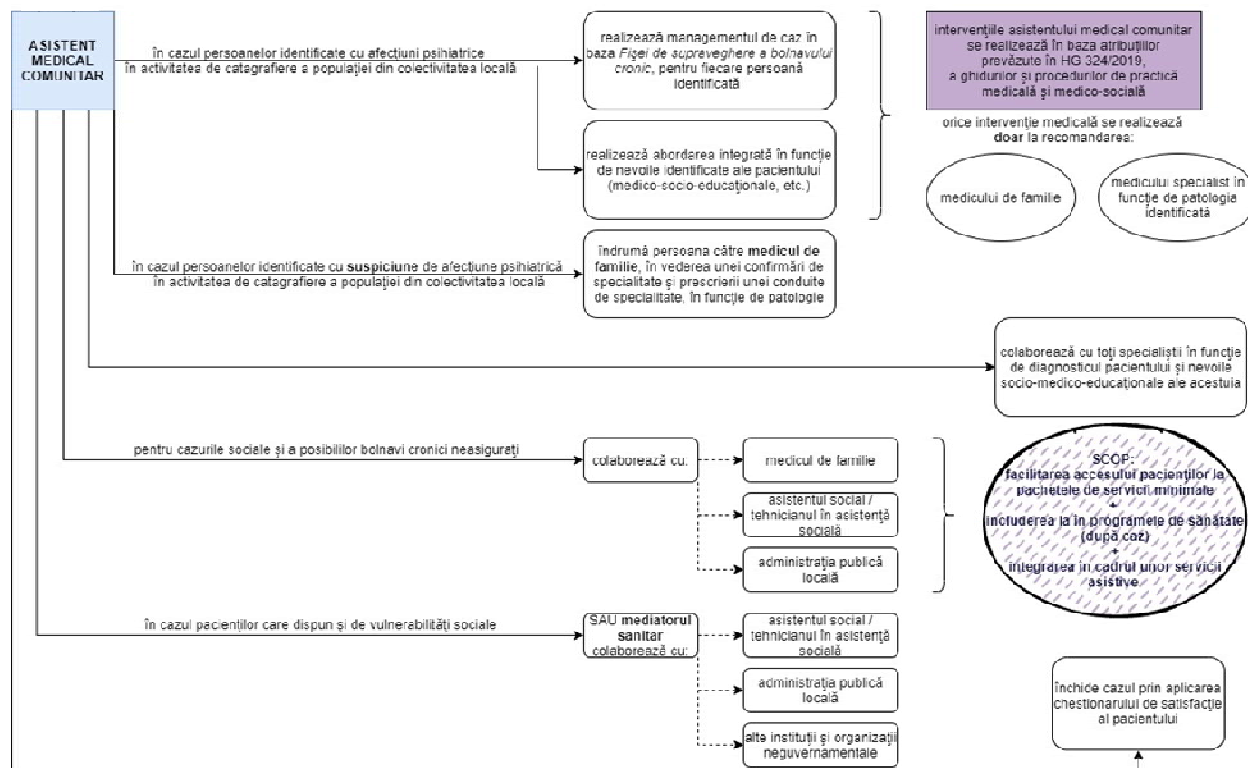 ASISTENT
MEDICAL
COMUNITAR
în cazul persoanelor identificate cu afecțiuni psihiatrice
în activitatea de catagrafiere a populației din colectivitatea locală
realizează managementul de caz în
baza Fișei de supraveghere a bolnavului
cronic, pentru fiecare persoană
identificată
realizează abordarea integrată în funcție
de nevoile identificate ale pacientului
(medico-socio-educaționale, etc.)
intervențiile asistentului medical comunitar
se realizează în baza atribuțiilor
prevăzute în HG 324/2019,
a ghidurilor și procedurilor de practică
medicală și medico-socială
orice intervenție medicală se realizează
doar la recomandarea:
medicului de familie
medicului specialist în
funcție de patologia
identificată
în cazul persoanelor identificate cu suspiciune de afecțiune psihiatrică
în activitatea de catagrafiere a populației din colectivitatea locală
îndrumă persoana către medicul de
familie, în vederea unei confirmări de
specialitate și prescrierii unei conduite
de specialitate, în funcție de patologie
colaborează cu toți specialiștii în funcție
de diagnosticul pacientului și nevoile
socio-medico-educaționale ale acestuia
pentru cazurile sociale și a posibililor bolnavi cronici neasigurați
colaborează cu:
medicul de familie
asistentul social /
tehnicianul în asistență
socială
administrația publică
locală
SCOP:
facilitarea accesului pacienților la
pachetele de servicii minimale
+
includerea la în programele de sănătate
(după caz)
+
integrarea în cadrul unor servicii
asistive
în cazul pacienților care dispun și de vulnerabilități sociale
SAU mediatorul
sanitar
colaborează cu:
asistentul social /
tehnicianul în asistență
socială
administrația publică
locală
alte instituții și organizații
neguvernamentale
închide cazul prin aplicarea
chestionarului de satisfacție
al pacientului